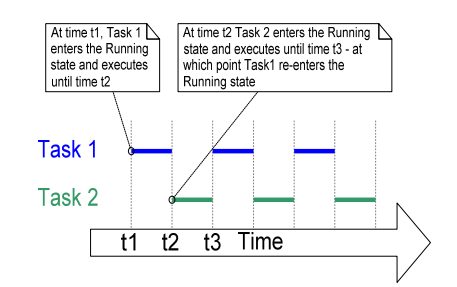 At time t1, Task 1
enters the Running
state and executes
until time t2
At time t2 Task 2 enters the Running
state and executes until time t3 - at
which point Task1 re-enters the
Running state
Task 1
Task 2
t1 t2 t3 Time